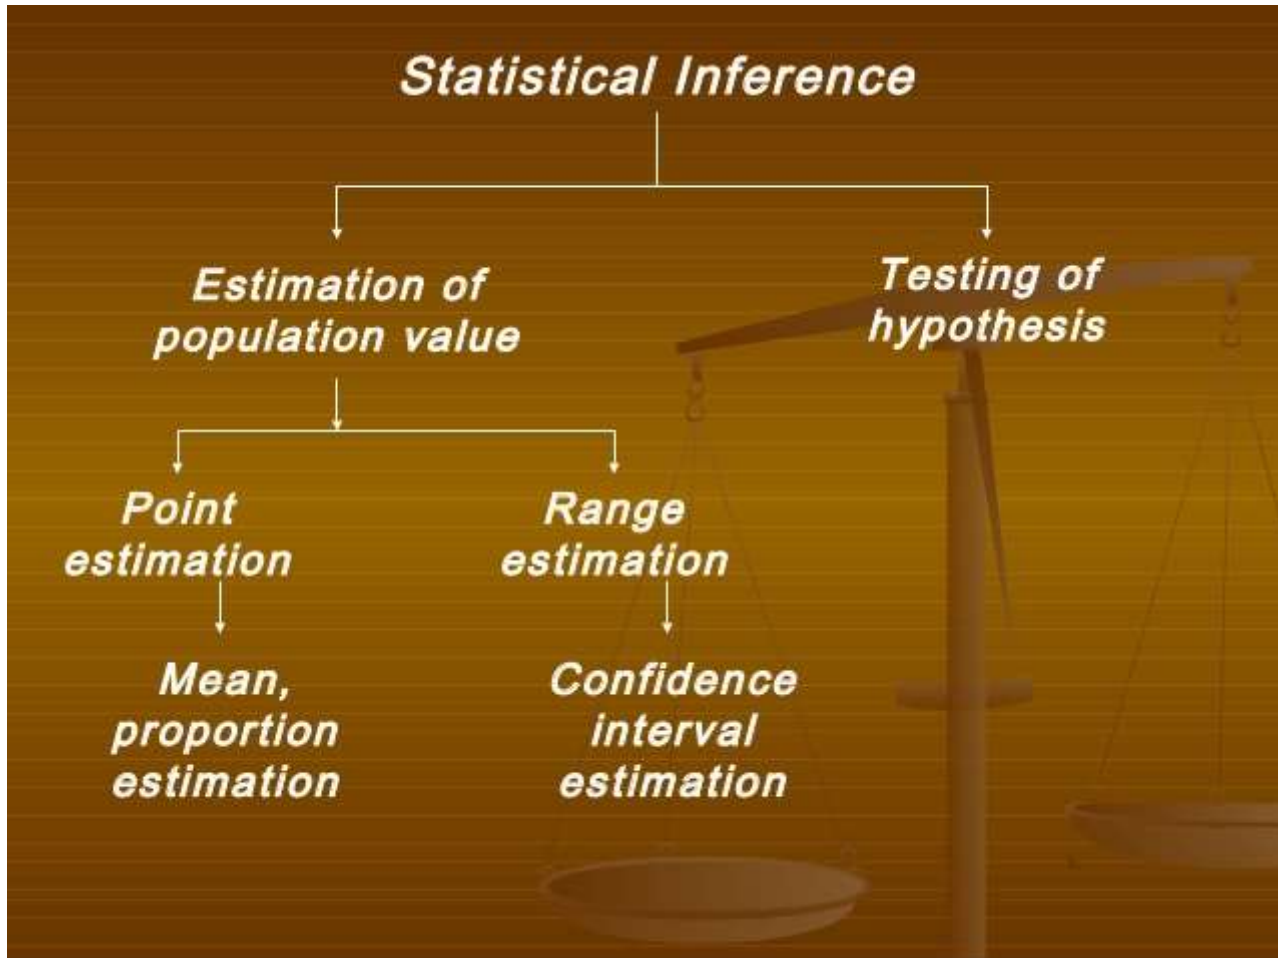 Statistical Inference
Estimation of
population value
Testing of
hypothesis
Point
estimation
Range
estimation
Mean,
proportion
estimation
Confidence
interval
estimation